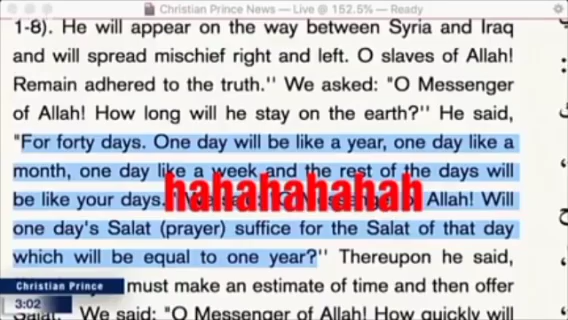 Christian Prince News — Live @ 152.5% — Ready
1-8). He will appear on the way between Syria and Iraq
and will spread mischief right and left. O slaves of Allah!
Remain adhered to the truth.'' We asked: "O Messenger
of Allah! How long will he stay on the earth?'' He said,
"For forty days. One day will be like a year, one day like a
month, one day like a week and the rest of the days will
be like your days. Messenger of Allah! Will
hahahahahah
one day's Salat (prayer) suffice for the Salat of that day
which will be equal to one year?'' Thereupon he said,
Christian Prince
must make an estimate of time and then offer
3:02
Salat." We said: "O Messenger of Allah! How quickly will